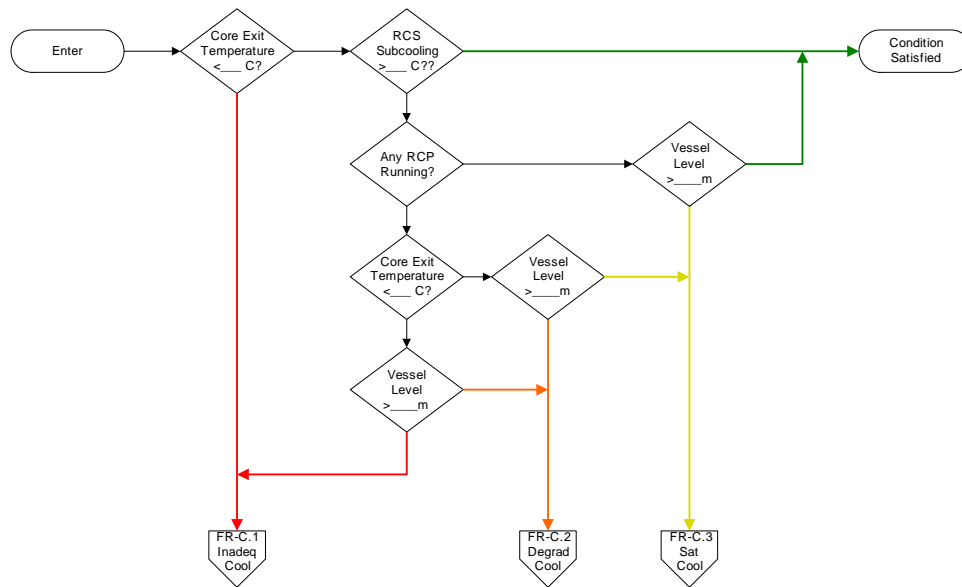 Enter
Core Exit
Temperature
<___ C?
RCS
Subcooling
>___ C??
Condition
Satisfied
Any RCP
Running?
Vessel
Level
>____m
Core Exit
Temperature
<___ C?
Vessel
Level
>____m
Vessel
Level
>____m
FR-C.1
Inadeq
Cool
FR-C.2
Degrad
Cool
FR-C.3
Sat
Cool